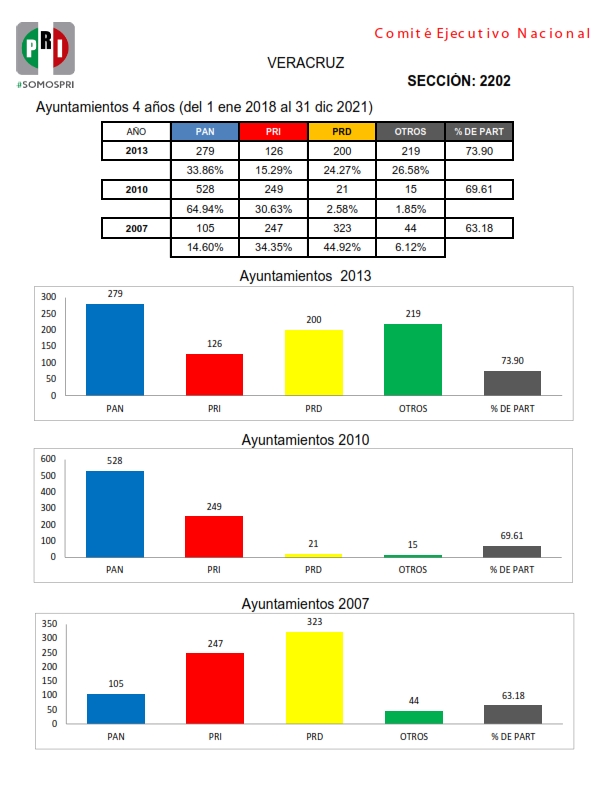 Comité Ejecutivo Nacional
PRI
#SOMOSPRI
VERACRUZ
SECCIÓN: 2202
Ayuntamientos 4 años (del 1 ene 2018 al 31 dic 2021)
AÑO PAN PRI PRD OTROS % DE PART
2013 279 126 200 219 73.90
33.86% 15.29% 24.27% 26.58%
2010 528 249 21 15 69.61
64.94% 30.63% 2.58% 1.85%
2007 105 247 323 44 63.18
14.60% 34.35% 44.92% 6.12%
Ayuntamientos 2013
300
250
200
150
100
50
0
279
126
200
219
73.90
PAN PRI PRD OTROS % DE PART
Ayuntamientos 2010
600
500
400
300
200
100
0
528
249
21
15
69.61
PAN PRI PRD OTROS % DE PART
Ayuntamientos 2007
350
300
250
200
150
100
50
0
105
247
323
44
63.18
PAN PRI PRD OTROS % DE PART